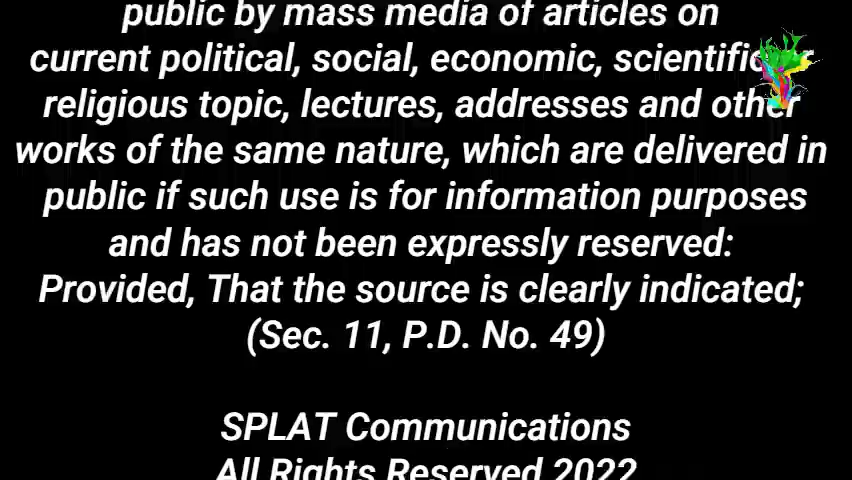 public by mass media of articles on
current political, social, economic, scientific or
religious topic, lectures, addresses and other
works of the same nature, which are delivered in
public if such use is for information purposes
and has not been expressly reserved:
Provided, That the source is clearly indicated;
(Sec. 11, P.D. No. 49)
SPLAT Communications
All Rights Reserved 2022